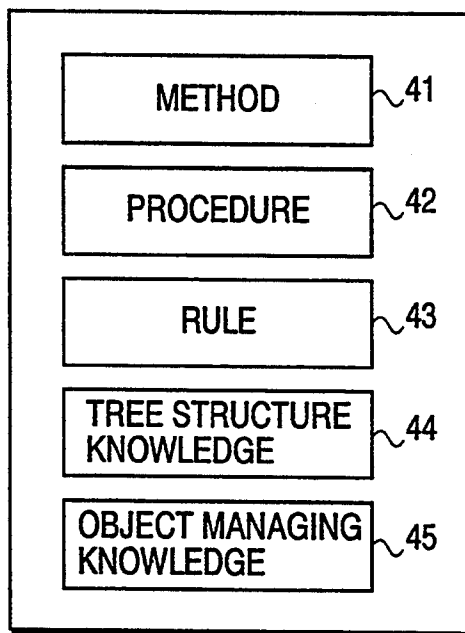 METHOD 41
PROCEDURE 42
RULE 43
TREE STRUCTURE
KNOWLEDGE 44
OBJECT MANAGING
KNOWLEDGE 45